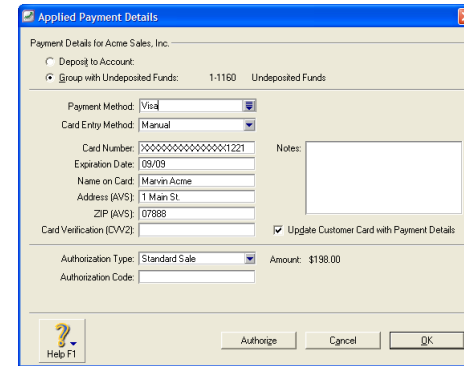 Applied Payment Details
Payment Details for Acme Sales, Inc.
Deposit to Account:
Group with Undeposited Funds: 1-1160 Undeposited Funds
Payment Method: Visa
Card Entry Method: Manual
Card Number: XXXXXXXXXXXXXXX1221 Notes:
Expiration Date: 09/09
Name on Card: Marvin Acme
Address (AVS): 1 Main St.
ZIP (AVS): 07888
Card Verification (CVV2): Update Customer Card with Payment Details
Authorization Type: Standard Sale Amount: $198.00
Authorization Code:
Help F1 Authorize Cancel OK